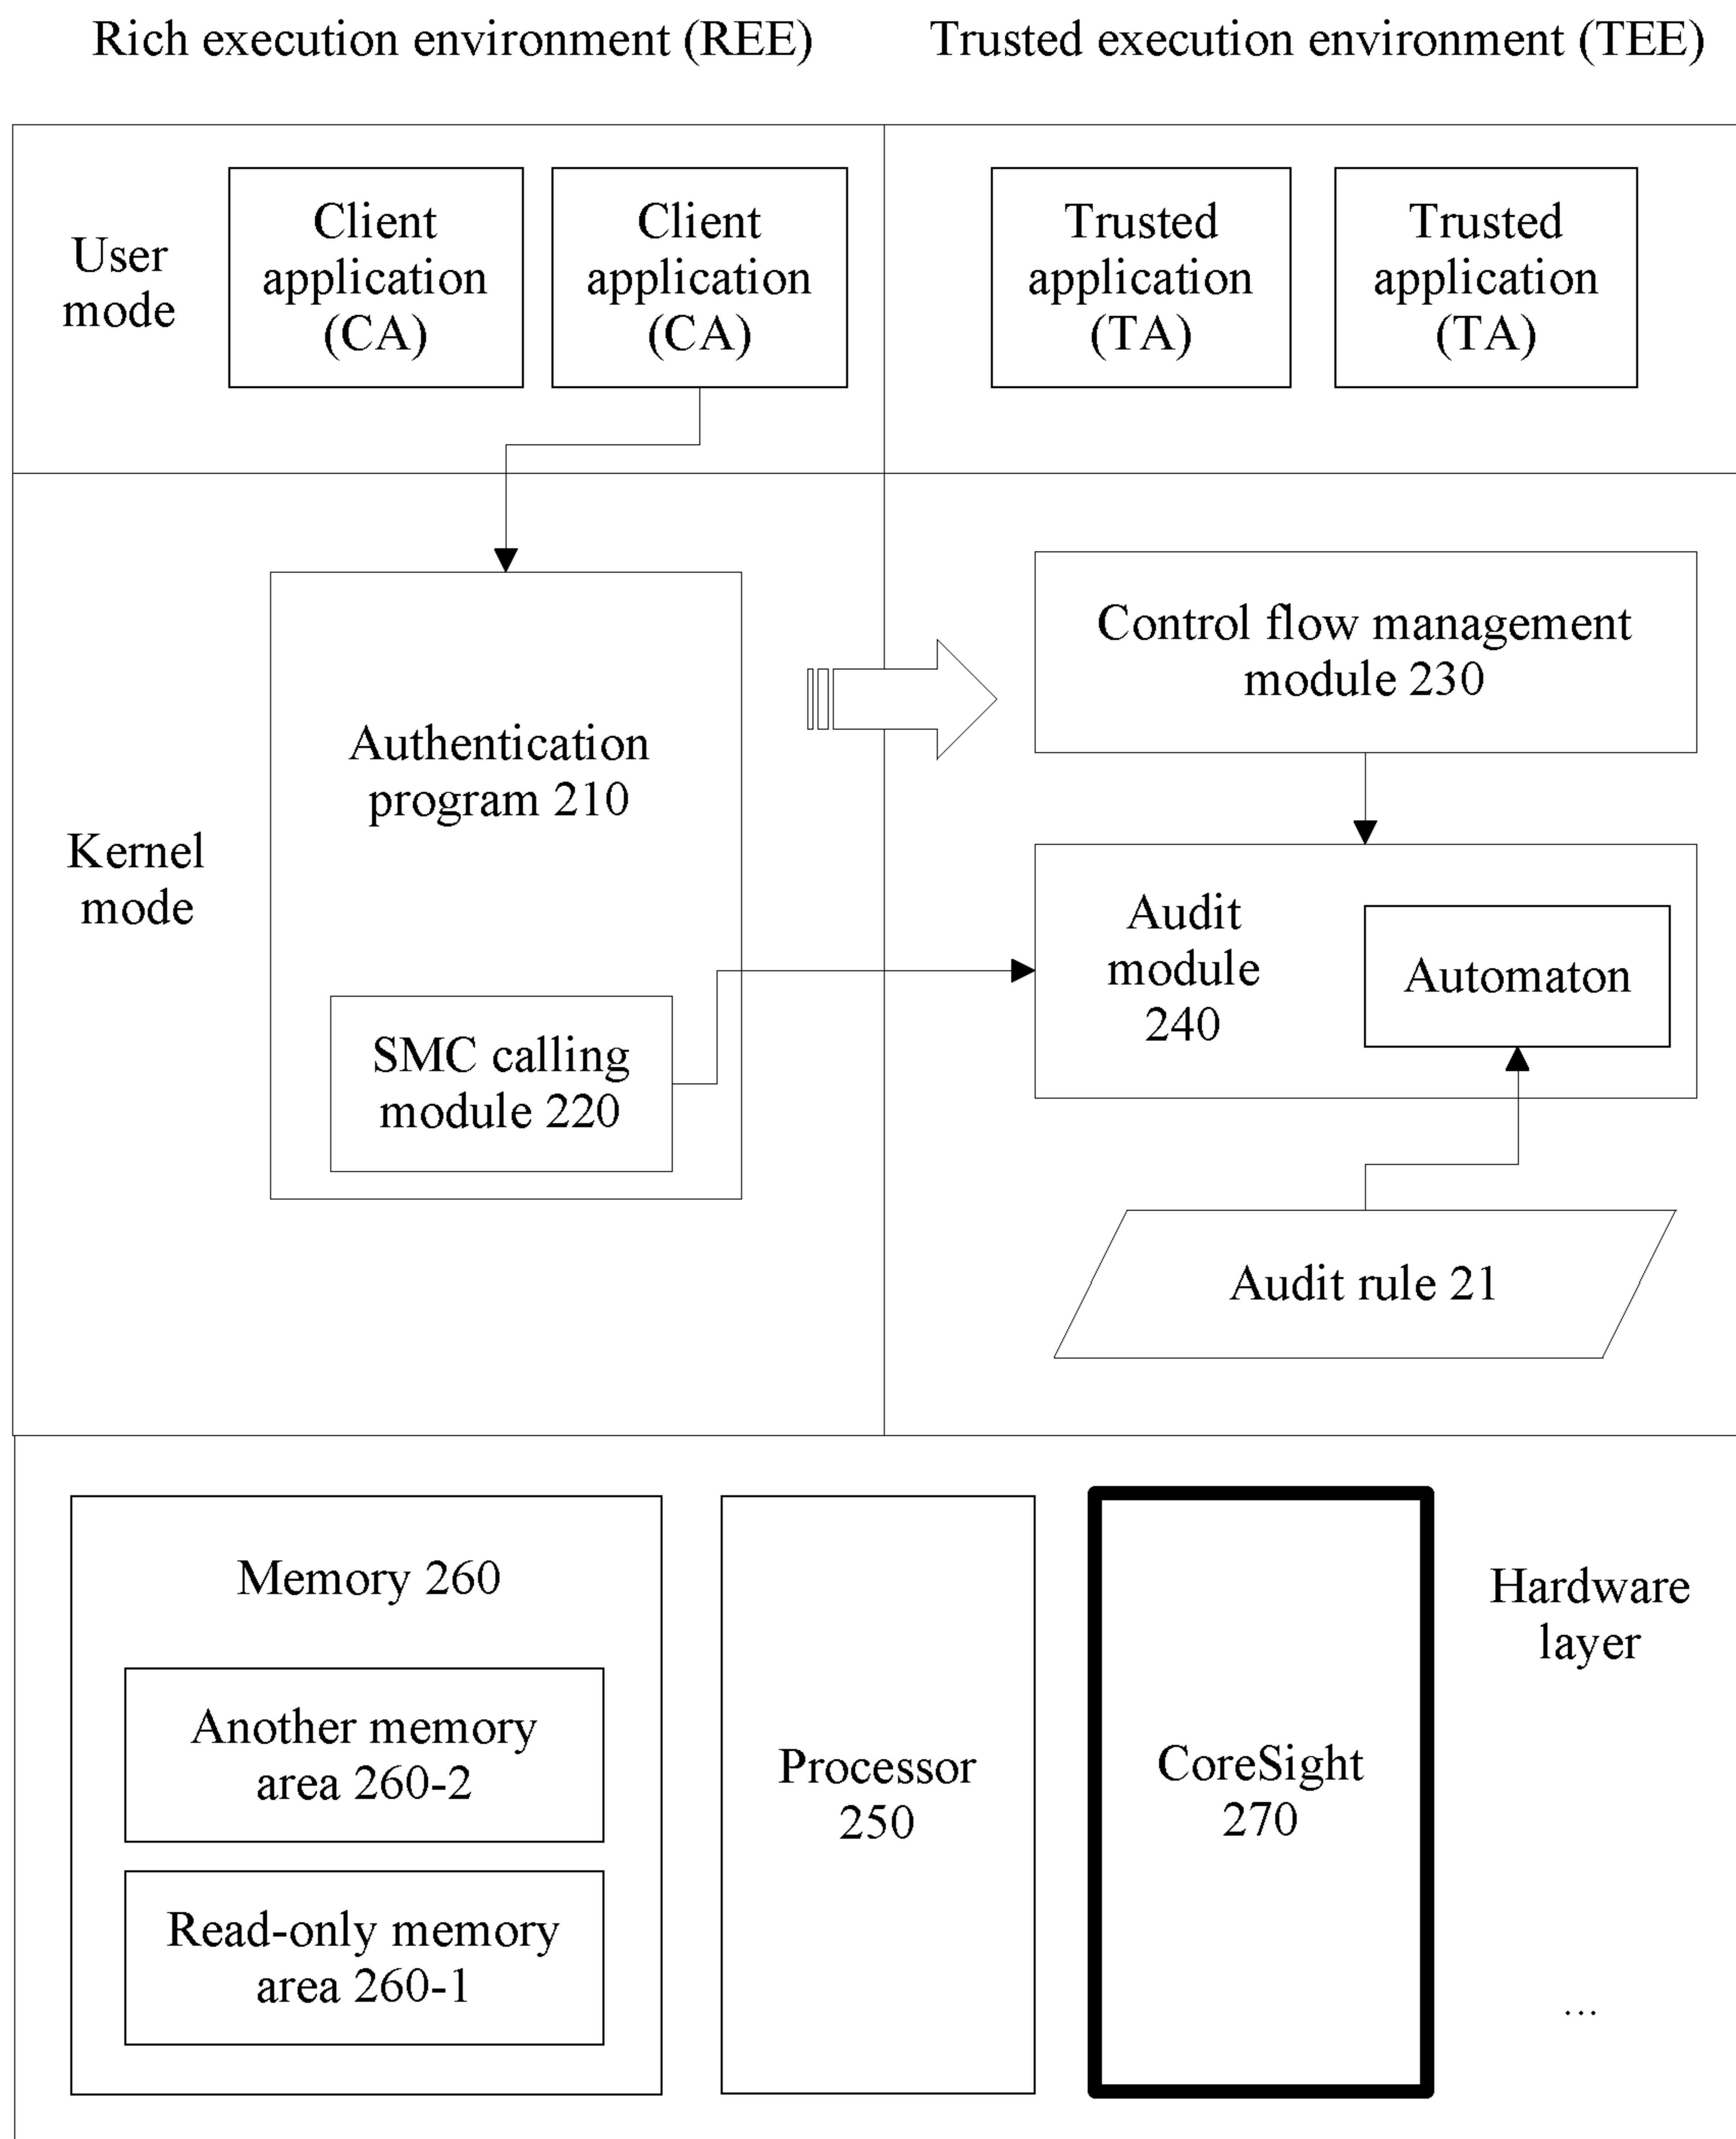 Rich execution environment (REE)
Trusted execution environment (TEE)
User
mode
Client
application
(CA)
Client
application
(CA)
Trusted
application
(TA)
Trusted
application
(TA)
Kernel
mode
Authentication
program 210
SMC calling
module 220
Control flow management
module 230
Audit
module
240
Automaton
Audit rule 21
Memory 260
Another memory
area 260-2
Read-only memory
area 260-1
Processor
250
CoreSight
270
Hardware
layer
...